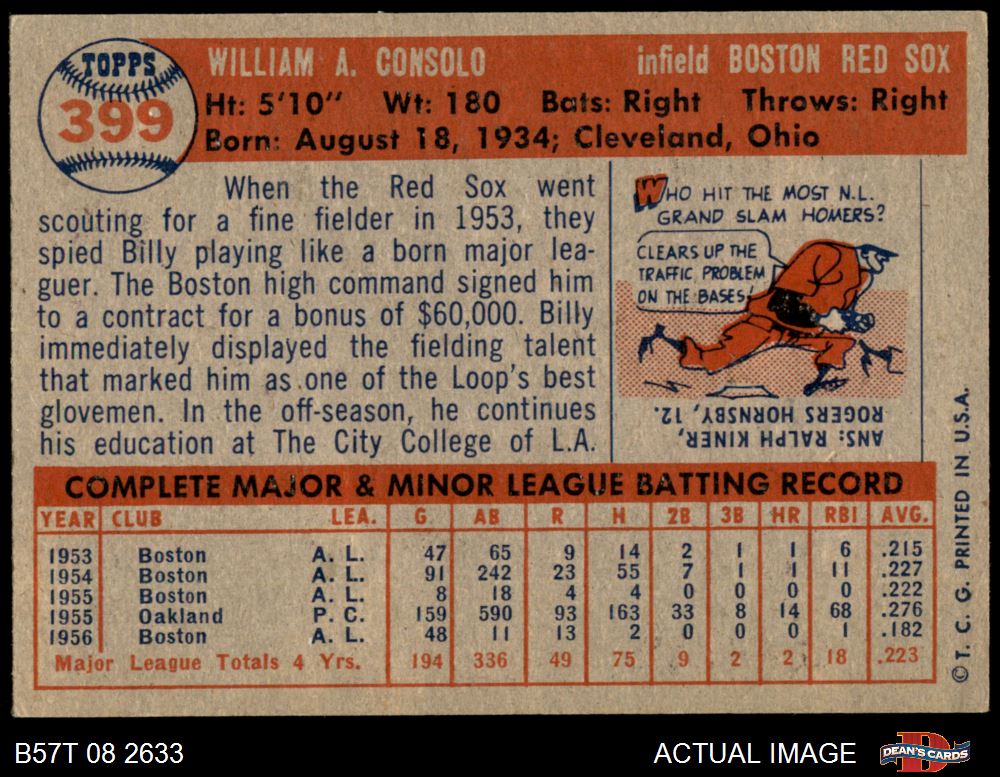 TOPPS
399
WILLIAM A. CONSOLO infield BOSTON RED SOX
Ht: 5'10" Wt: 180 Bats: Right Throws: Right
Born: August 18, 1934; Cleveland, Ohio
When the Red Sox went
scouting for a fine fielder in 1953, they
spied Billy playing like a born major lea-
guer. The Boston high command signed him
to a contract for a bonus of $60,000. Billy
immediately displayed the fielding talent
that marked him as one of the Loop's best
glovemen. In the off-season, he continues
his education at The City College of L.A.
WHO HIT THE MOST N.L.
GRAND SLAM HOMERS?
CLEARS UP THE
TRAFFIC PROBLEM
ON THE BASES!
ANS: RALPH KINER,
ROGERS HORNSBY, 12.
COMPLETE MAJOR & MINOR LEAGUE BATTING RECORD
YEAR CLUB LEA. G AB R H 2B 3B HR RBI AVG.
1953 Boston A. L. 47 65 9 14 2 1 1 6 .215
1954 Boston A. L. 91 242 23 55 7 1 1 11 .227
1955 Boston A. L. 8 18 4 4 0 0 0 0 .222
1955 Oakland P. C. 159 590 93 163 33 8 14 68 .276
1956 Boston A. L. 48 11 13 2 0 0 0 1 .182
Major League Totals 4 Yrs. 194 336 49 75 9 2 2 18 .223
© T. C. G. PRINTED IN U.S.A.
B57T 08 2633 ACTUAL IMAGE DEAN'S CARDS